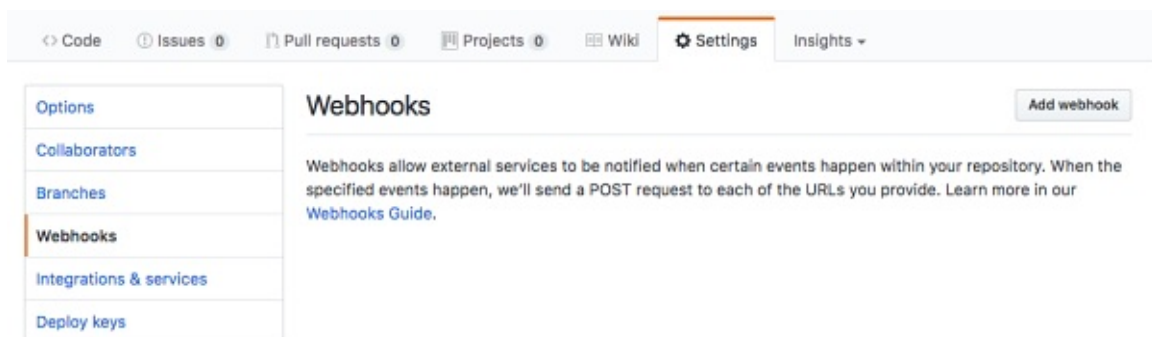 <> Code Issues 0 Pull requests 0 Projects 0 Wiki Settings Insights
Options
Collaborators
Branches
Webhooks
Integrations & services
Deploy keys
Webhooks
Add webhook
Webhooks allow external services to be notified when certain events happen within your repository. When the
specified events happen, we'll send a POST request to each of the URLs you provide. Learn more in our
Webhooks Guide.